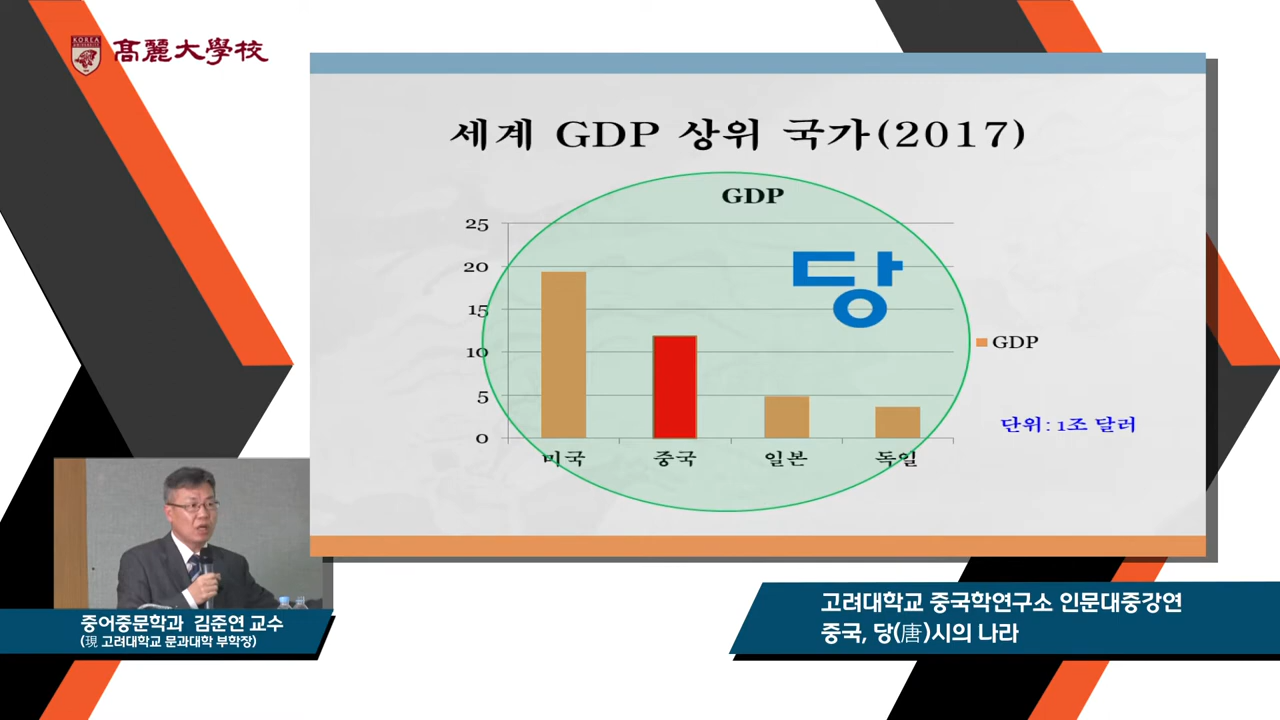 KOREA
高麗大學校
세계 GDP 상위 국가(2017)
GDP
25
20
15
10
5
0
당
미국 중국 일본 독일
GDP
단위: 1조 달러
중어중문학과 김준연 교수
(現 고려대학교 문과대학 부학장)
고려대학교 중국학연구소 인문대중강연
중국, 당(唐)시의 나라